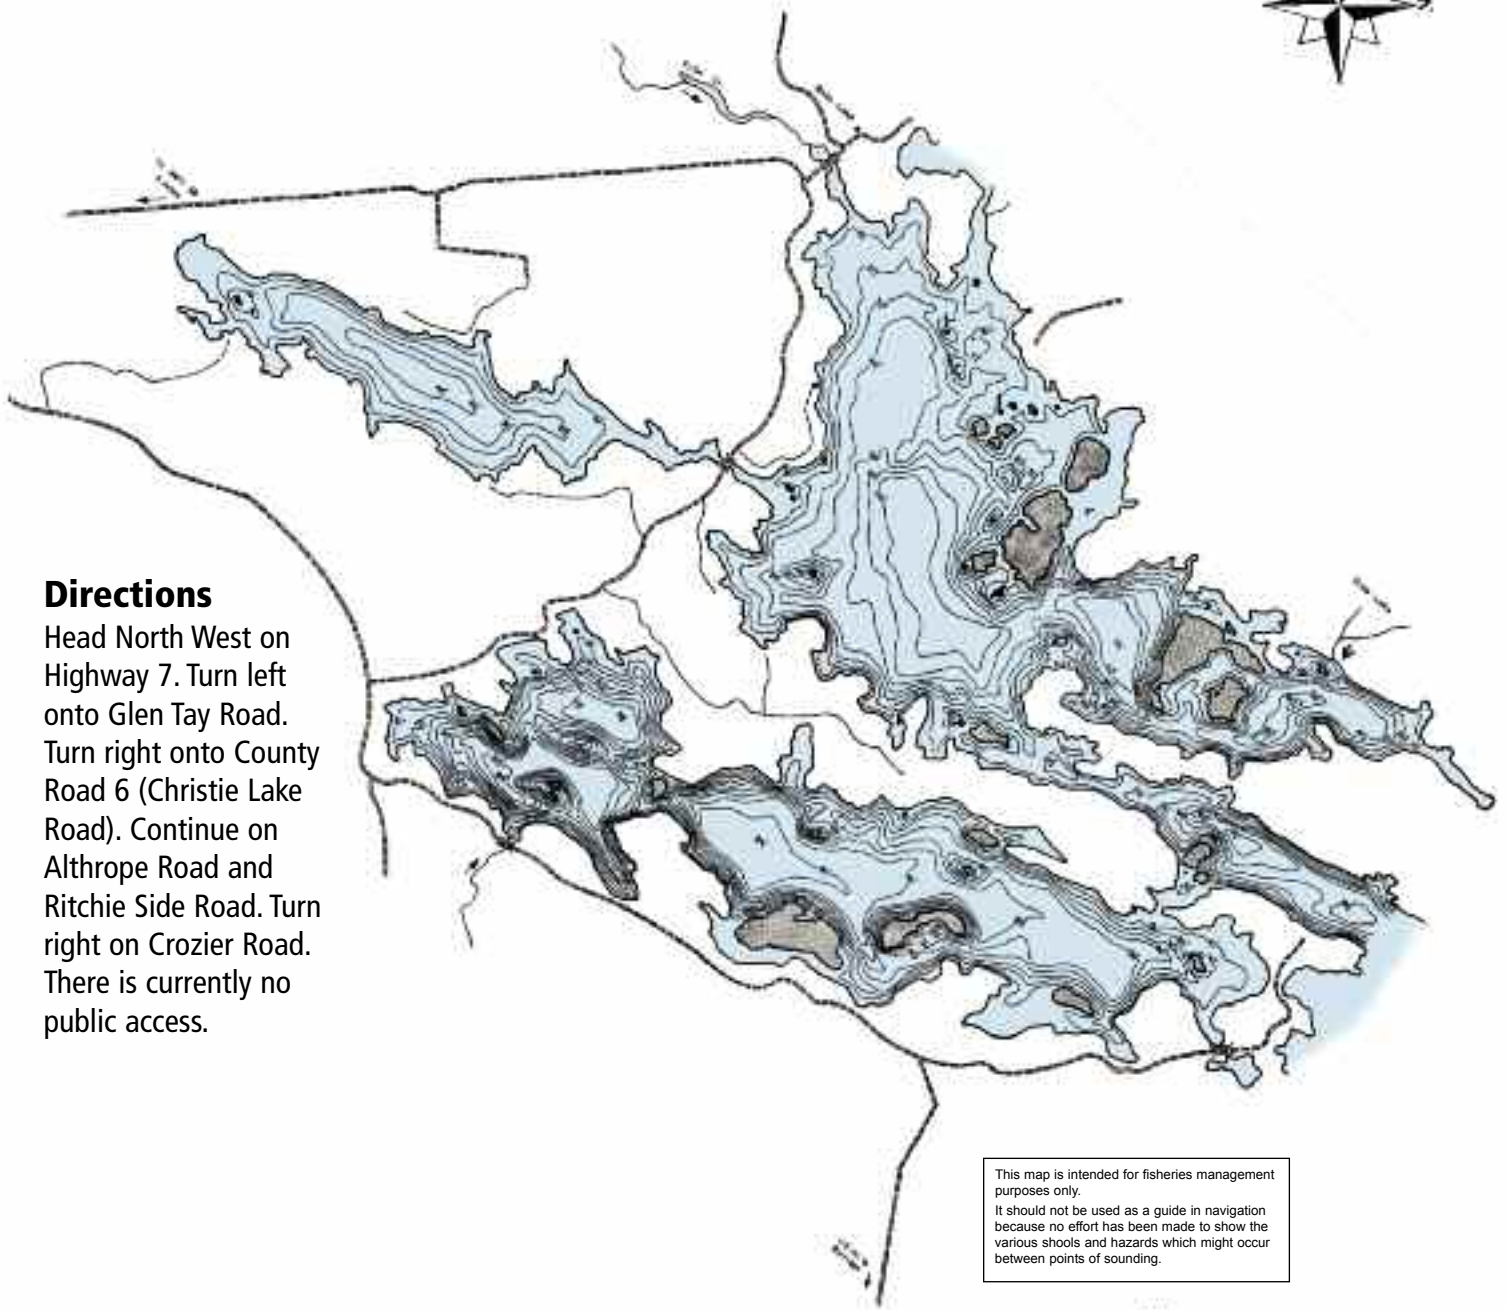 Directions
Head North West on
Highway 7. Turn left
onto Glen Tay Road.
Turn right onto County
Road 6 (Christie Lake
Road). Continue on
Althrope Road and
Ritchie Side Road. Turn
right on Crozier Road.
There is currently no
public access.
This map is intended for fisheries management
purposes only.
It should not be used as a guide in navigation
because no effort has been made to show the
various shools and hazards which might occur
between points of sounding.